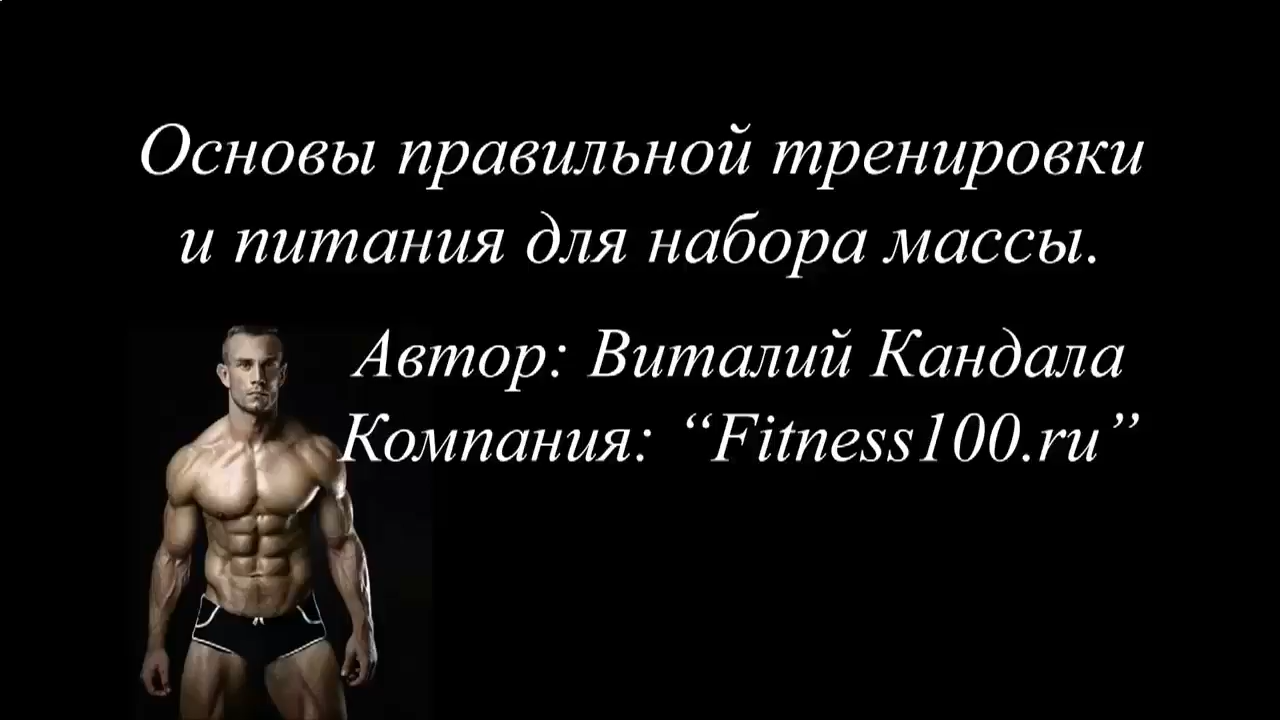 Основы правильной тренировки
и питания для набора массы.
Автор: Виталий Кандала
Компания: “Fitness100.ru”